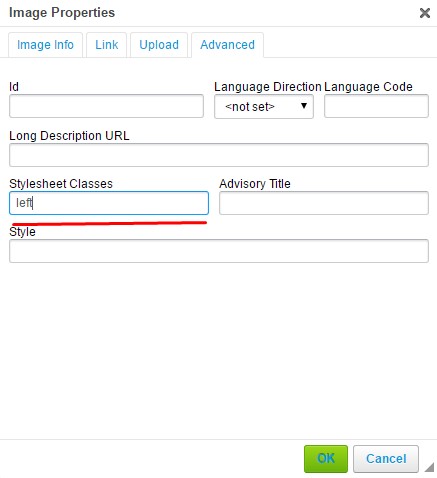 Image Properties
Image Info Link Upload Advanced
Id Language Direction Language Code
<not set>
Long Description URL
Stylesheet Classes Advisory Title
left
Style
OK Cancel